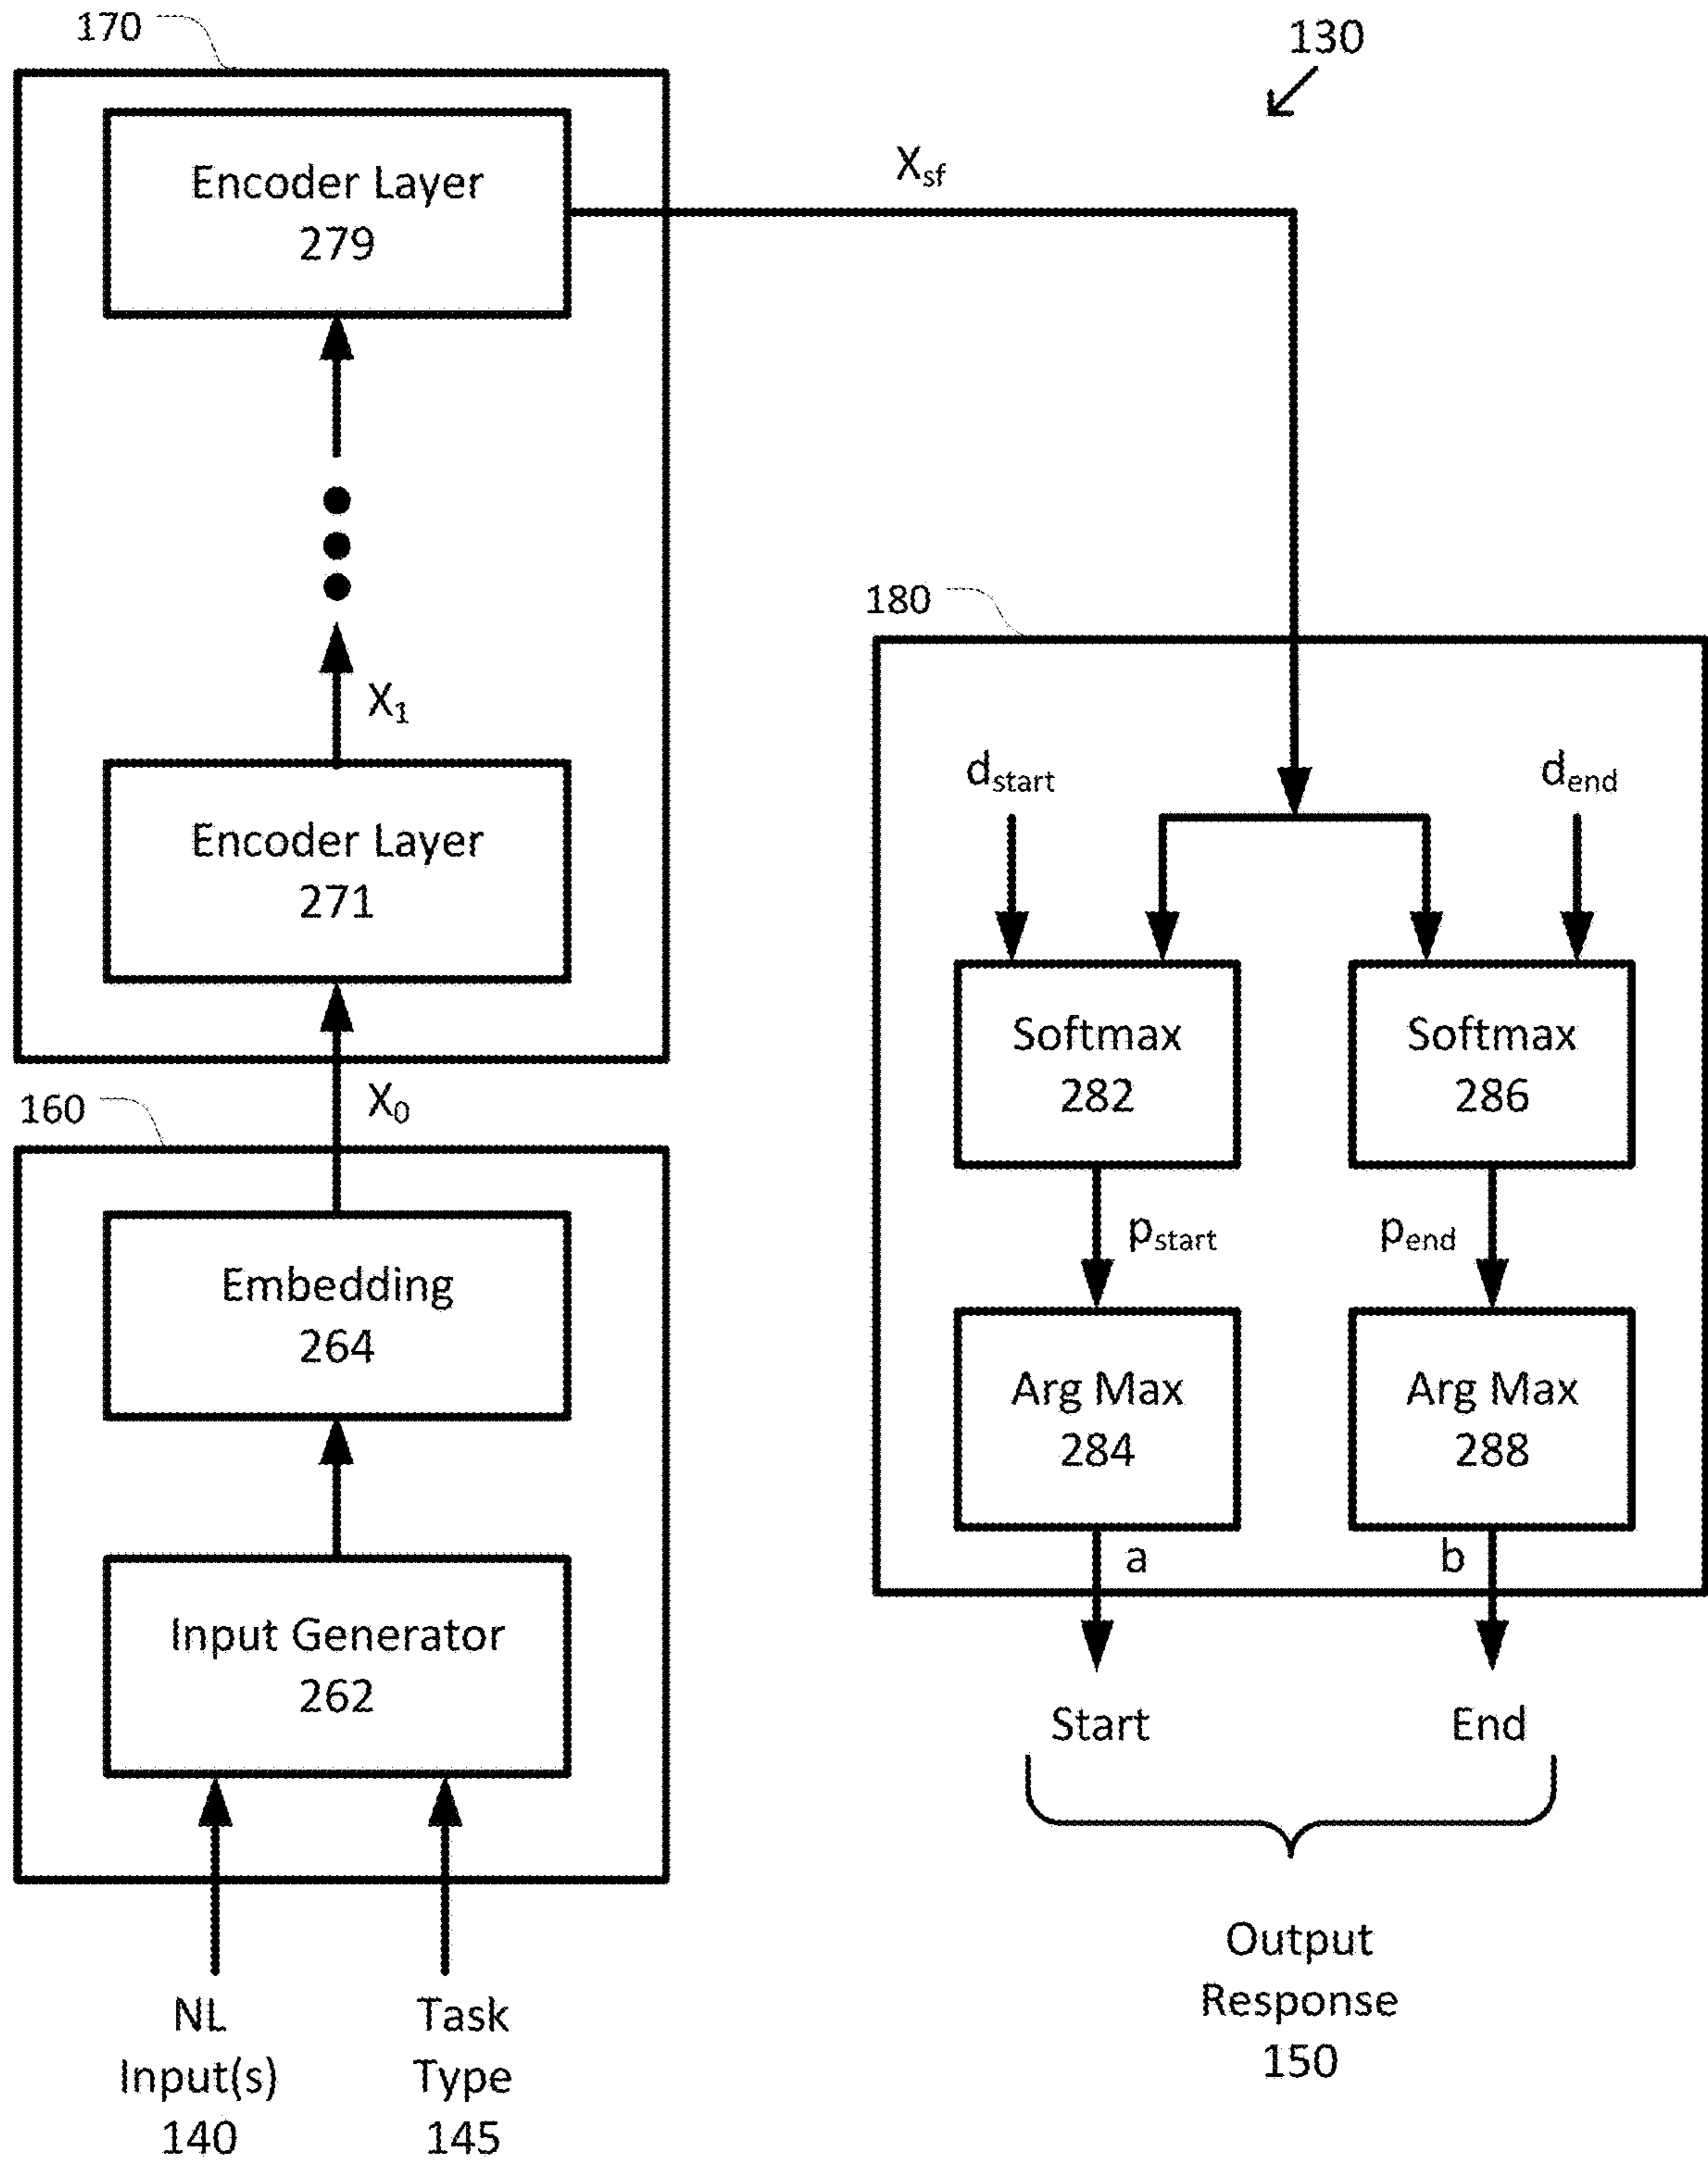 170
130
Encoder Layer
279
Xsf
X1
Encoder Layer
271
180
dstart
dend
Softmax
282
Softmax
286
X0
160
pstart
pend
Embedding
264
Arg Max
284
Arg Max
288
a
b
Input Generator
262
Start
End
NL
Input(s)
140
Task
Type
145
Output
Response
150